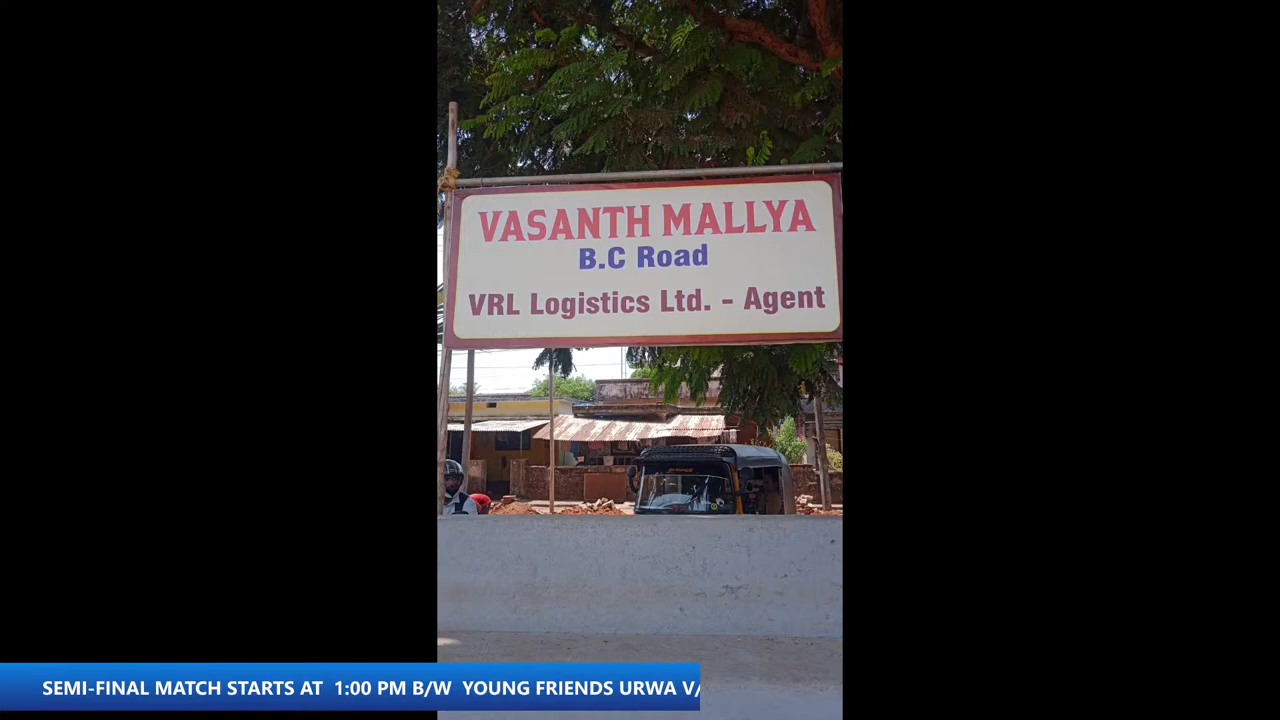 VASANTH MALLYA
B.C Road
VRL Logistics Ltd. - Agent
SEMI-FINAL MATCH STARTS AT 1:00 PM B/W YOUNG FRIENDS URWA V/